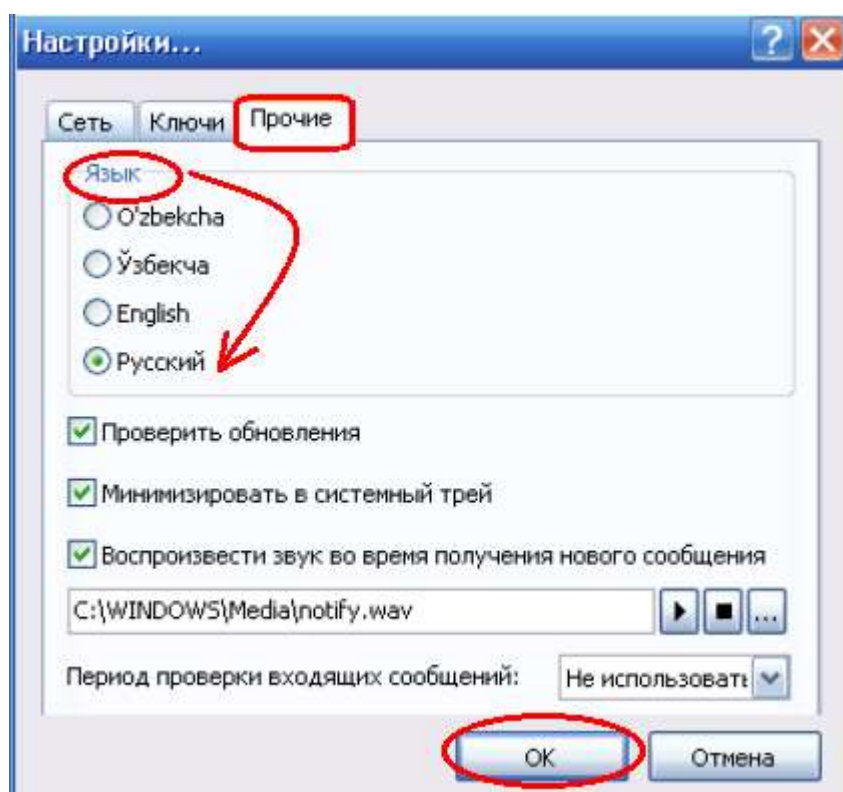 Настройки...
Сеть Ключи Прочие
Язык
O'zbekcha
Ўзбекча
English
Русский
Проверить обновления
Минимизировать в системный трей
Воспроизвести звук во время получения нового сообщения
C:\WINDOWS\Media\notify.wav ...
Период проверки входящих сообщений: Не использовать
OK Отмена